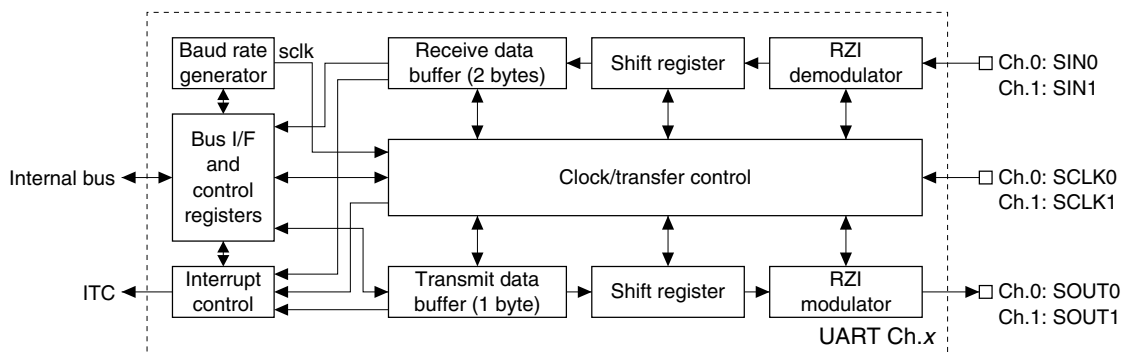 Baud rate
generator
sclk
Receive data
buffer (2 bytes)
Shift register
RZI
demodulator
Ch.0: SIN0
Ch.1: SIN1
Internal bus
Bus I/F
and
control
registers
Clock/transfer control
Ch.0: SCLK0
Ch.1: SCLK1
ITC
Interrupt
control
Transmit data
buffer (1 byte)
Shift register
RZI
modulator
Ch.0: SOUT0
Ch.1: SOUT1
UART Ch.x